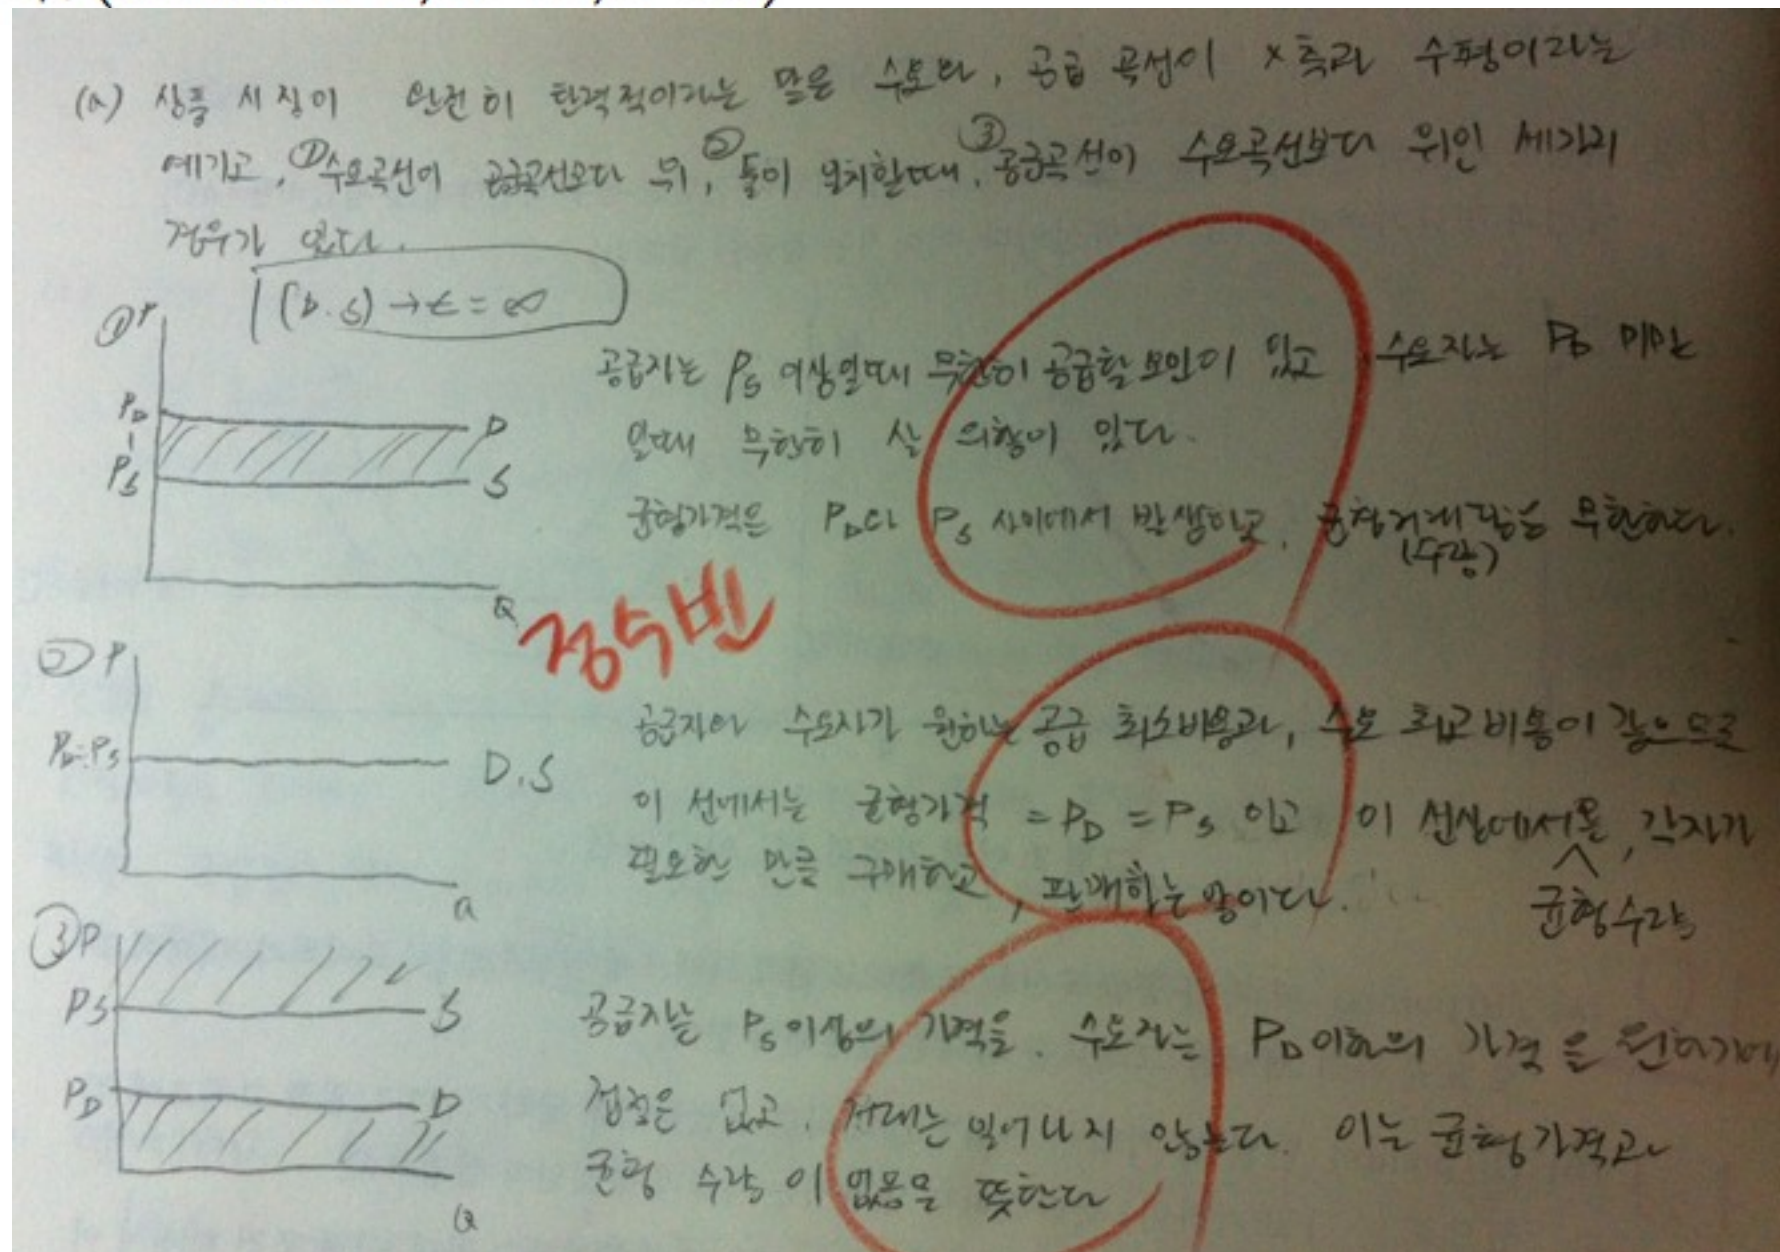 (a) 상품 시장이 완전히 탄력적이라는 말은 수요와, 공급 곡선이 x축과 수평이라는
얘기고, ①수요곡선이 공급곡선보다 위, ②둘이 일치할때, ③공급곡선이 수요곡선보다 위인 세가지
경우가 있다.
(D.S) → ε = ∞
① P
공급자는 PS 이상일때 무한히 공급할 요인이 있고, 수요자는 PD 미만
PD
D
일때 무한히 살 의향이 있다.
PS
S
균형가격은 PD와 PS 사이에서 발생하고, 균형거래량은 무한하다.
(수량)
Q
정수빈
② P
공급자와 수요자가 원하는 공급 최소비용과, 수요 최고비용이 같으므로
PD=PS
D.S
이 선에서는 균형가격 = PD = PS 이고 이 선상에서 각자가
필요한 만큼 구매하고, 판매하는 양이다.
균형수량
Q
③ P
PS
S
공급자는 PS이상의 가격을, 수요자는 PD이하의 가격을 원하기에
PD
D
접점은 없고, 거래는 일어나지 않는다. 이는 균형가격과
균형 수량이 없음을 뜻한다
Q